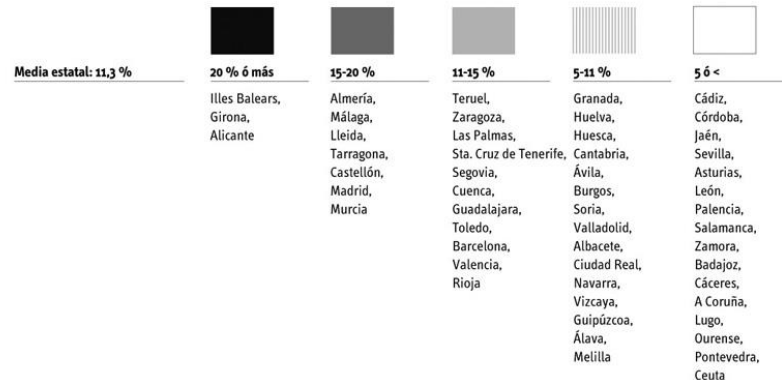 Media estatal: 11,3 %
20 % ó más
15-20 %
11-15 %
5-11 %
5 ó <
Illes Balears,
Girona,
Alicante
Almería,
Málaga,
Lleida,
Tarragona,
Castellón,
Madrid,
Murcia
Teruel,
Zaragoza,
Las Palmas,
Sta. Cruz de Tenerife,
Segovia,
Cuenca,
Guadalajara,
Toledo,
Barcelona,
Valencia,
Rioja
Granada,
Huelva,
Huesca,
Cantabria,
Ávila,
Burgos,
Soria,
Valladolid,
Albacete,
Ciudad Real,
Navarra,
Vizcaya,
Guipúzcoa,
Álava,
Melilla
Cádiz,
Córdoba,
Jaén,
Sevilla,
Asturias,
León,
Palencia,
Salamanca,
Zamora,
Badajoz,
Cáceres,
A Coruña,
Lugo,
Ourense,
Pontevedra,
Ceuta